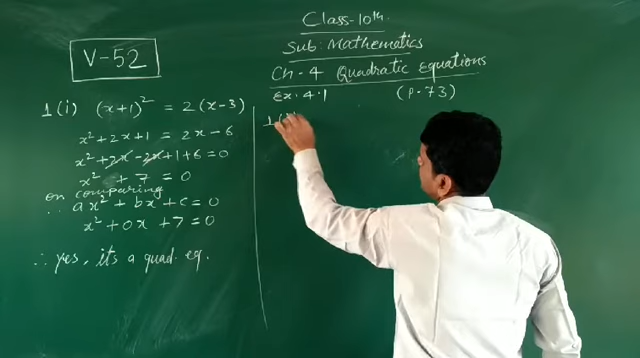 Class-10th.
Sub: Mathematics
Ch-4 Quadratic Equations
Ex. 4.1 (P.73)
V-52
1(i) (x+1)² = 2(x-3)
x²+2x+1 = 2x-6
x²+2x-2x+1+6=0
x² +7=0
on comparing
∴ ax²+bx+c=0
x²+0x+7=0
∴ yes, it's a quad. eq.
1